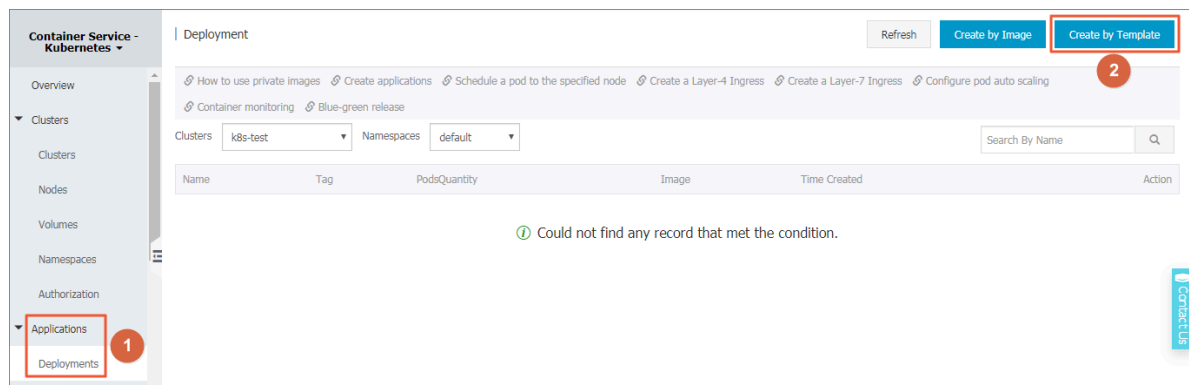 Container Service -
Kubernetes
Deployment
Refresh
Create by Image
Create by Template
2
Overview
How to use private images Create applications Schedule a pod to the specified node Create a Layer-4 Ingress Create a Layer-7 Ingress Configure pod auto scaling
Container monitoring Blue-green release
Clusters
Clusters k8s-test Namespaces default
Search By Name
Clusters
Name Tag PodsQuantity Image Time Created Action
Nodes
Volumes
Could not find any record that met the condition.
Namespaces
Authorization
Applications
1
Deployments
Contact Us